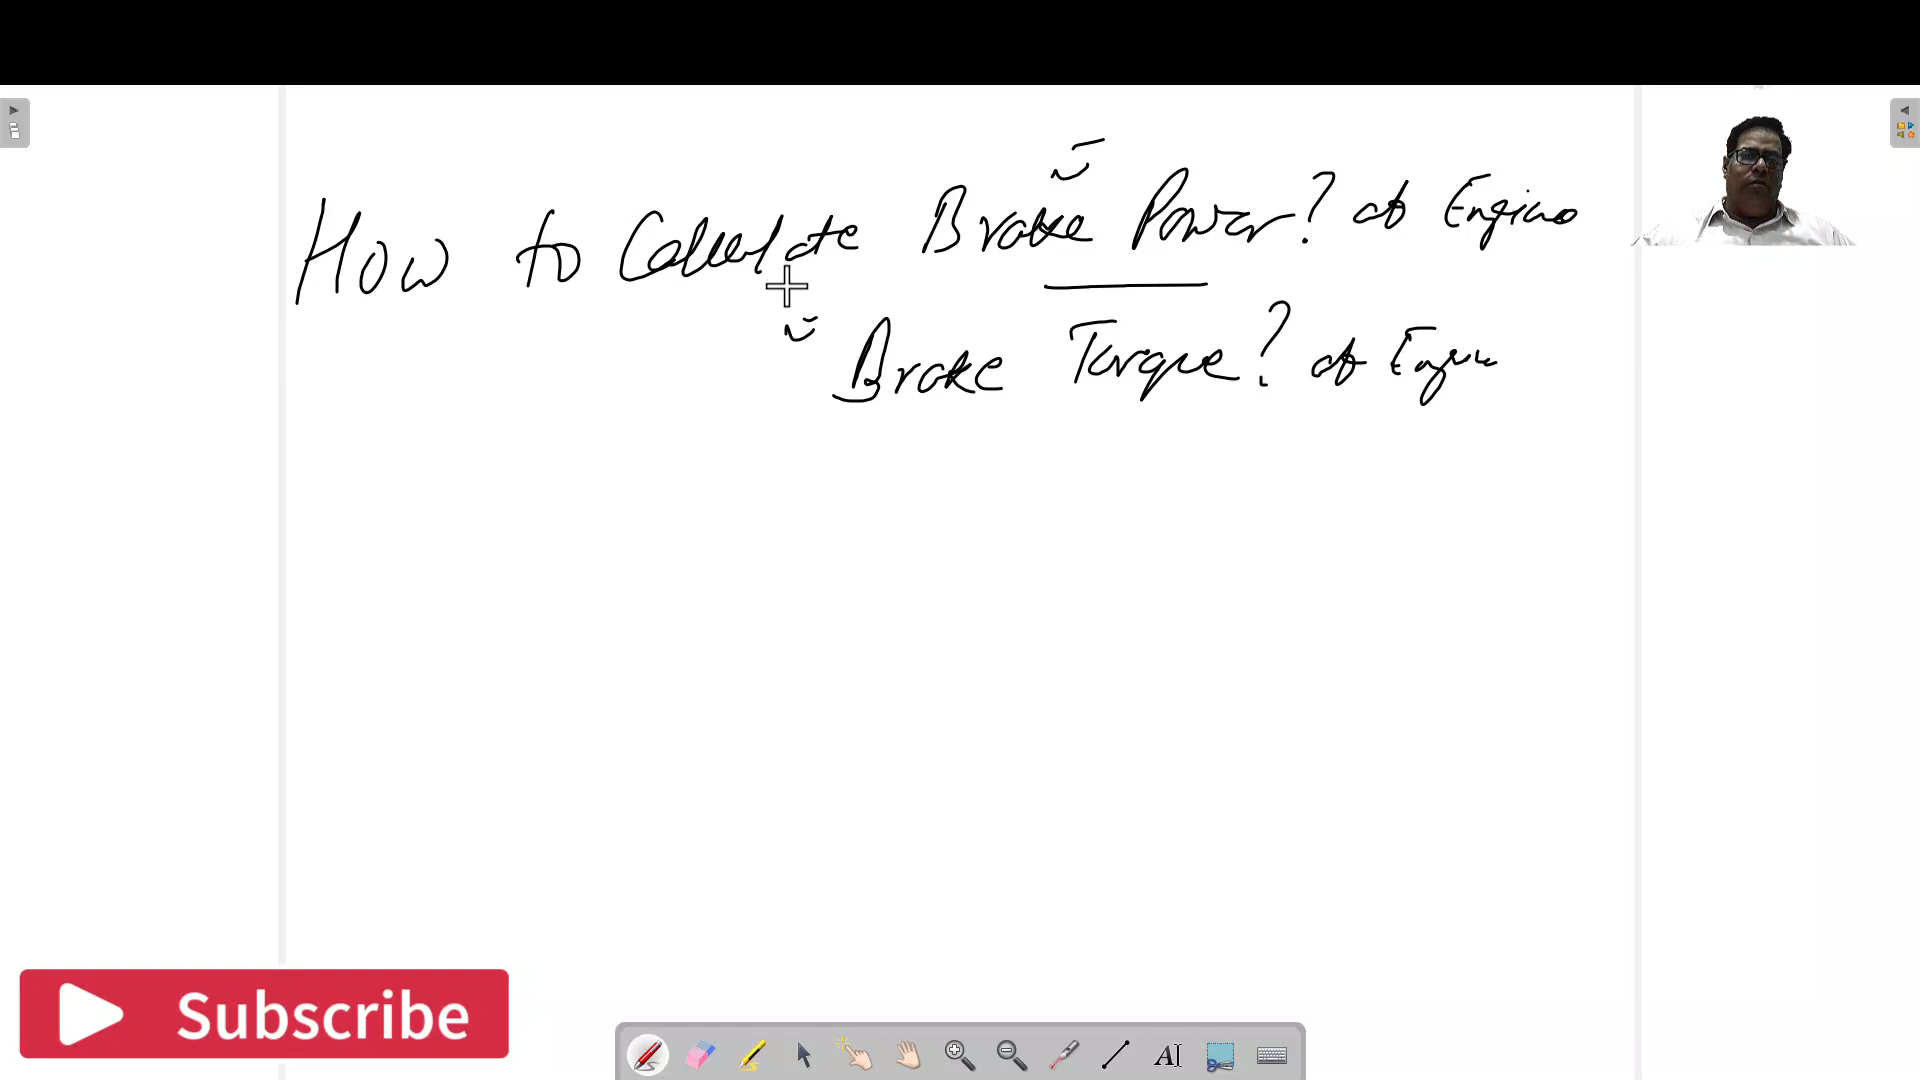 How to Calculate Brake Power? of Engine
Brake Torque? of Engine
Subscribe